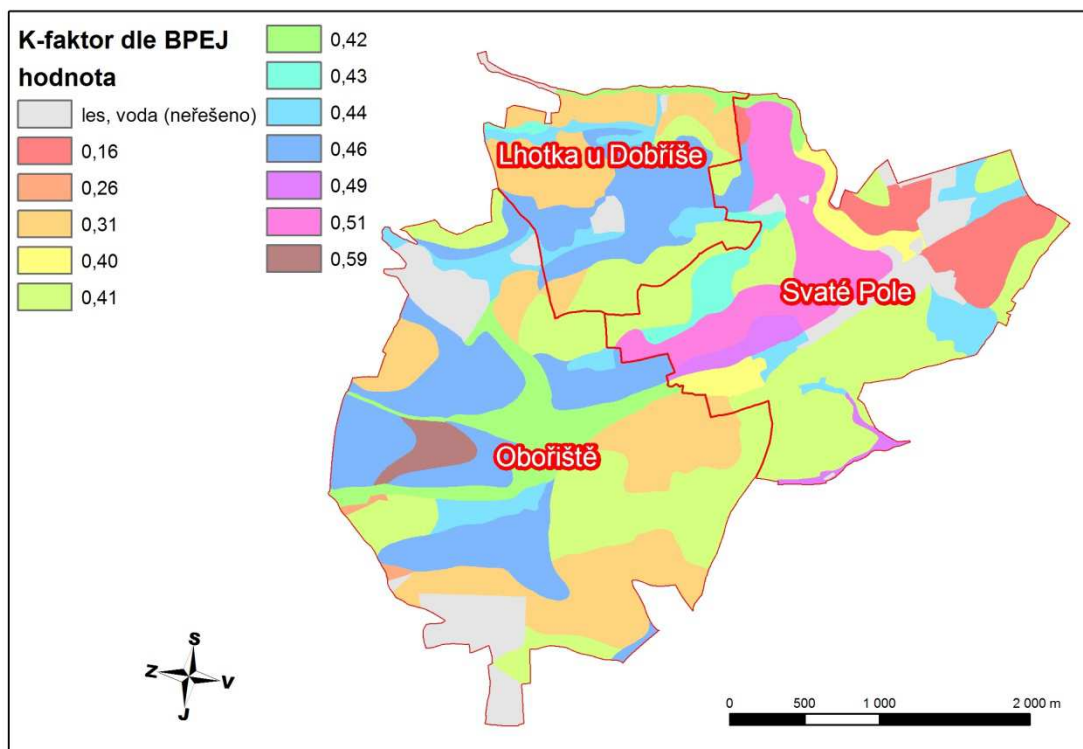 K-faktor dle BPEJ
hodnota
les, voda (neřešeno)
0,16
0,26
0,31
0,40
0,41
0,42
0,43
0,44
0,46
0,49
0,51
0,59
Lhotka u Dobříše
Svaté Pole
Obořiště
S
Z
V
J
0 500 1 000 2 000 m